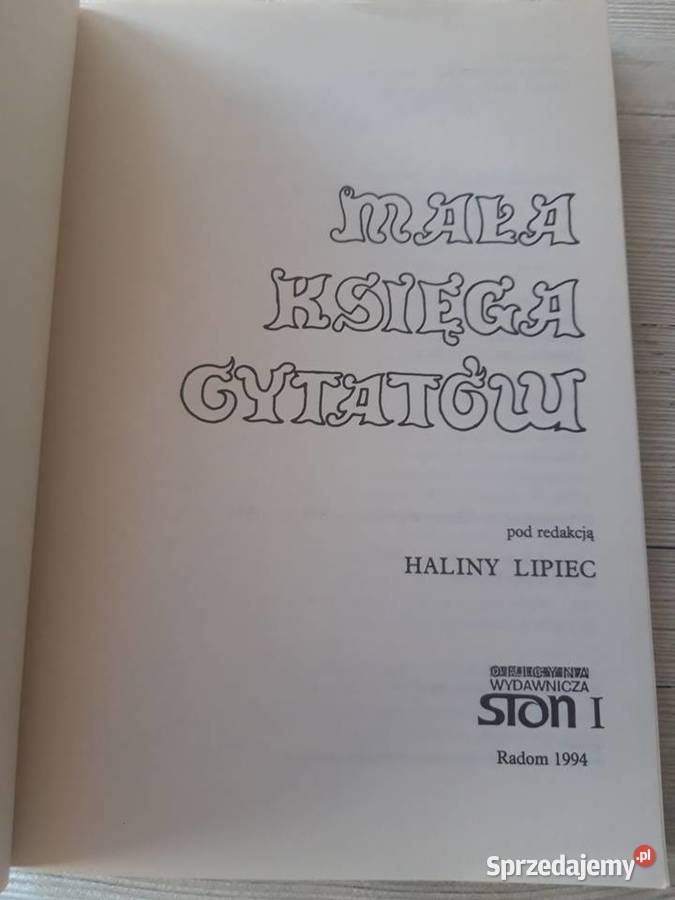 MAŁA
KSIĘGA
CYTATÓW
pod redakcją
HALINY LIPIEC
OFICYNA
WYDAWNICZA
STON I
Radom 1994
Sprzedajemy.pl